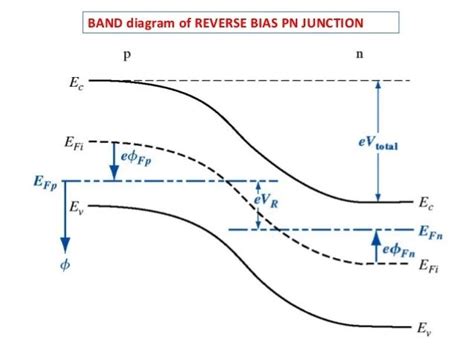 BAND diagram of REVERSE BIAS PN JUNCTION
p n
E_c
eV_total
E_Fi
eϕ_Fp
E_Fp
eV_R
E_v
E_c
E_Fn
eϕ_Fn
ϕ
E_Fi
E_v